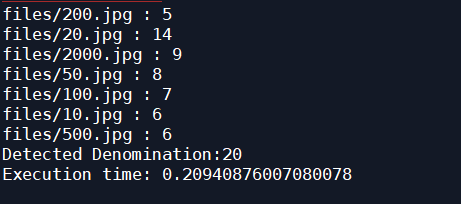 files/200.jpg : 5
files/20.jpg : 14
files/2000.jpg : 9
files/50.jpg : 8
files/100.jpg : 7
files/10.jpg : 6
files/500.jpg : 6
Detected Denomination:20
Execution time: 0.20940876007080078